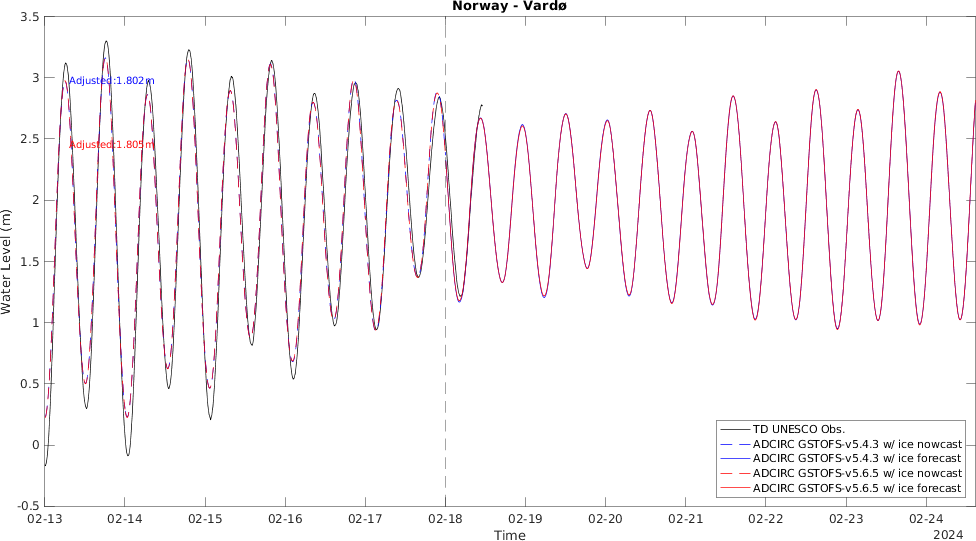 Norway - Vardø
3.5
3
2.5
2
1.5
1
0.5
0
-0.5
Water Level (m)
Adjusted:1.802m
Adjusted:1.805m
TD UNESCO Obs.
ADCIRC GSTOFS-v5.4.3 w/ ice nowcast
ADCIRC GSTOFS-v5.4.3 w/ ice forecast
ADCIRC GSTOFS-v5.6.5 w/ ice nowcast
ADCIRC GSTOFS-v5.6.5 w/ ice forecast
02-13 02-14 02-15 02-16 02-17 02-18 02-19 02-20 02-21 02-22 02-23 02-24
Time
2024